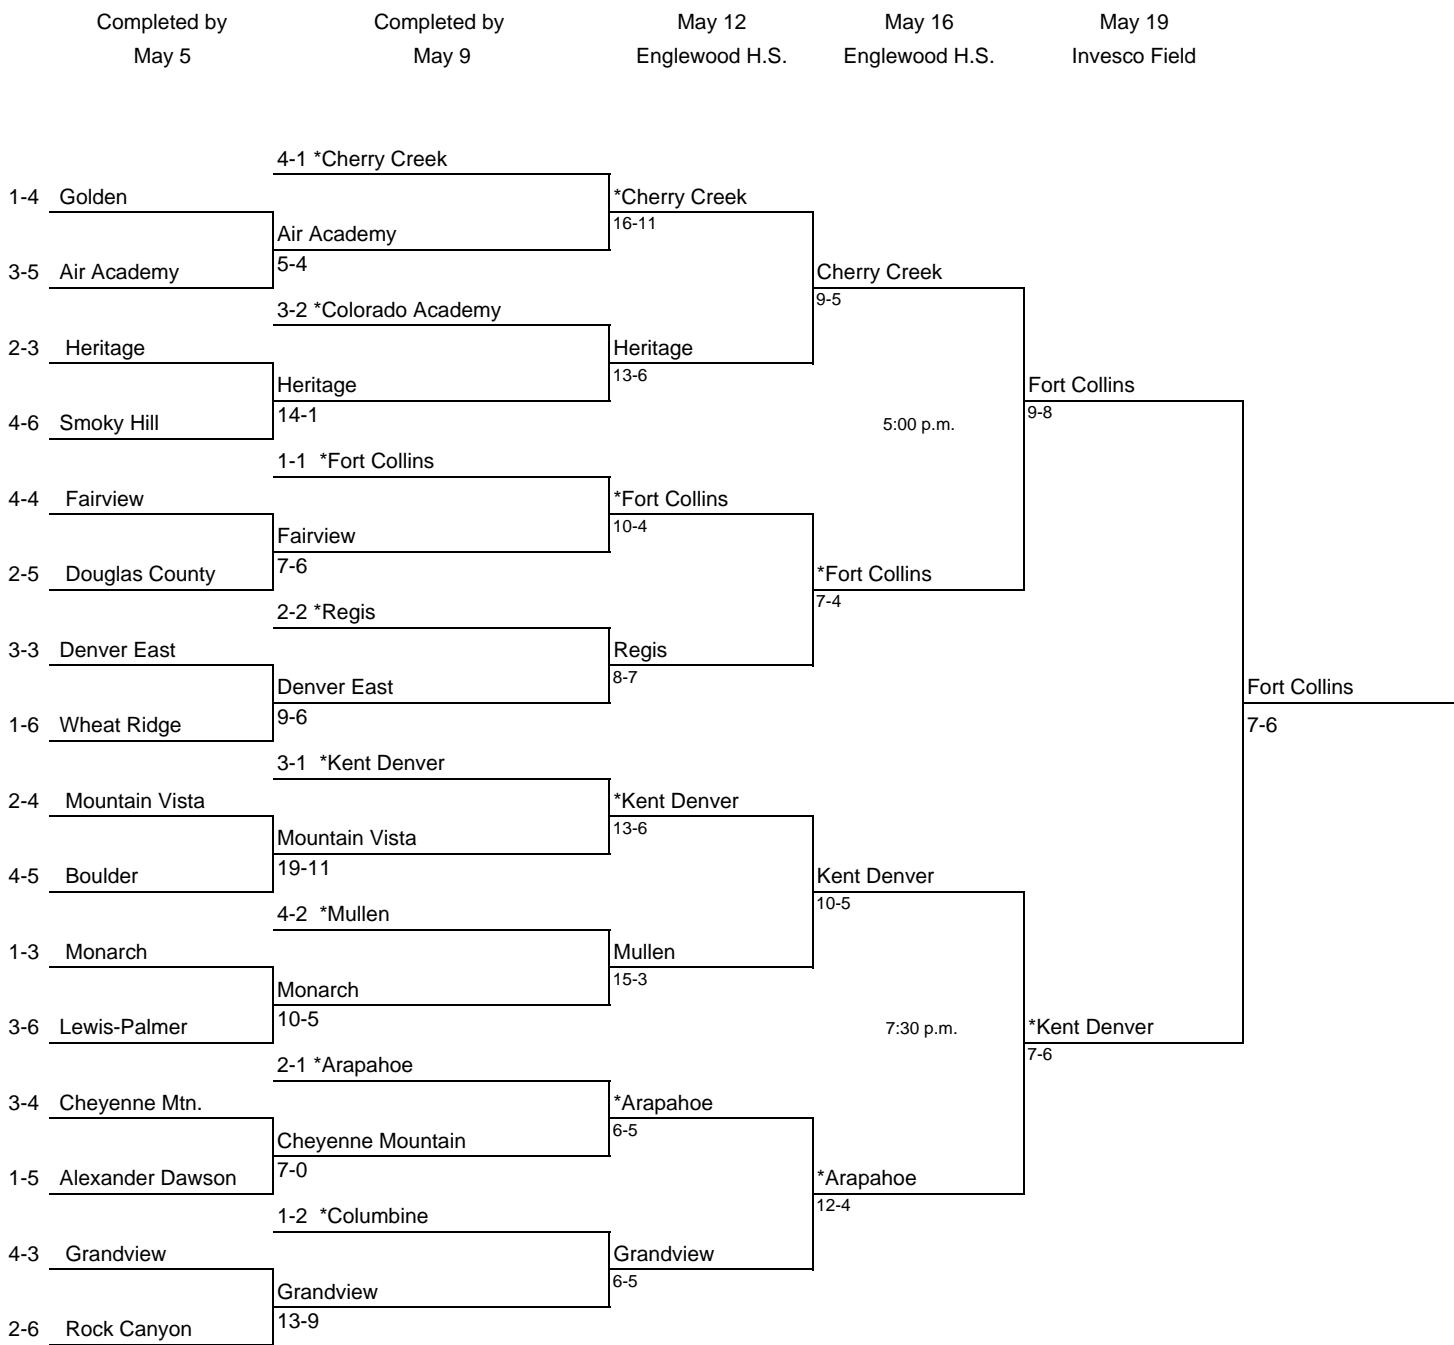 Completed by Completed by May 12 May 16 May 19
May 5 May 9 Englewood H.S. Englewood H.S. Invesco Field
4-1 *Cherry Creek
1-4 Golden *Cherry Creek
16-11
Air Academy
3-5 Air Academy 5-4 Cherry Creek
9-5
3-2 *Colorado Academy
2-3 Heritage Heritage
13-6
Heritage Fort Collins
14-1 9-8
4-6 Smoky Hill 5:00 p.m.
1-1 *Fort Collins
4-4 Fairview *Fort Collins
10-4
Fairview
7-6
2-5 Douglas County *Fort Collins
7-4
2-2 *Regis
3-3 Denver East Regis
8-7
Denver East Fort Collins
9-6
1-6 Wheat Ridge 7-6
3-1 *Kent Denver
2-4 Mountain Vista *Kent Denver
13-6
Mountain Vista
19-11
4-5 Boulder Kent Denver
10-5
4-2 *Mullen
1-3 Monarch Mullen
15-3
Monarch
10-5
3-6 Lewis-Palmer 7:30 p.m. *Kent Denver
7-6
2-1 *Arapahoe
3-4 Cheyenne Mtn. *Arapahoe
6-5
Cheyenne Mountain
7-0
1-5 Alexander Dawson *Arapahoe
12-4
1-2 *Columbine
4-3 Grandview Grandview
6-5
Grandview
13-9
2-6 Rock Canyon